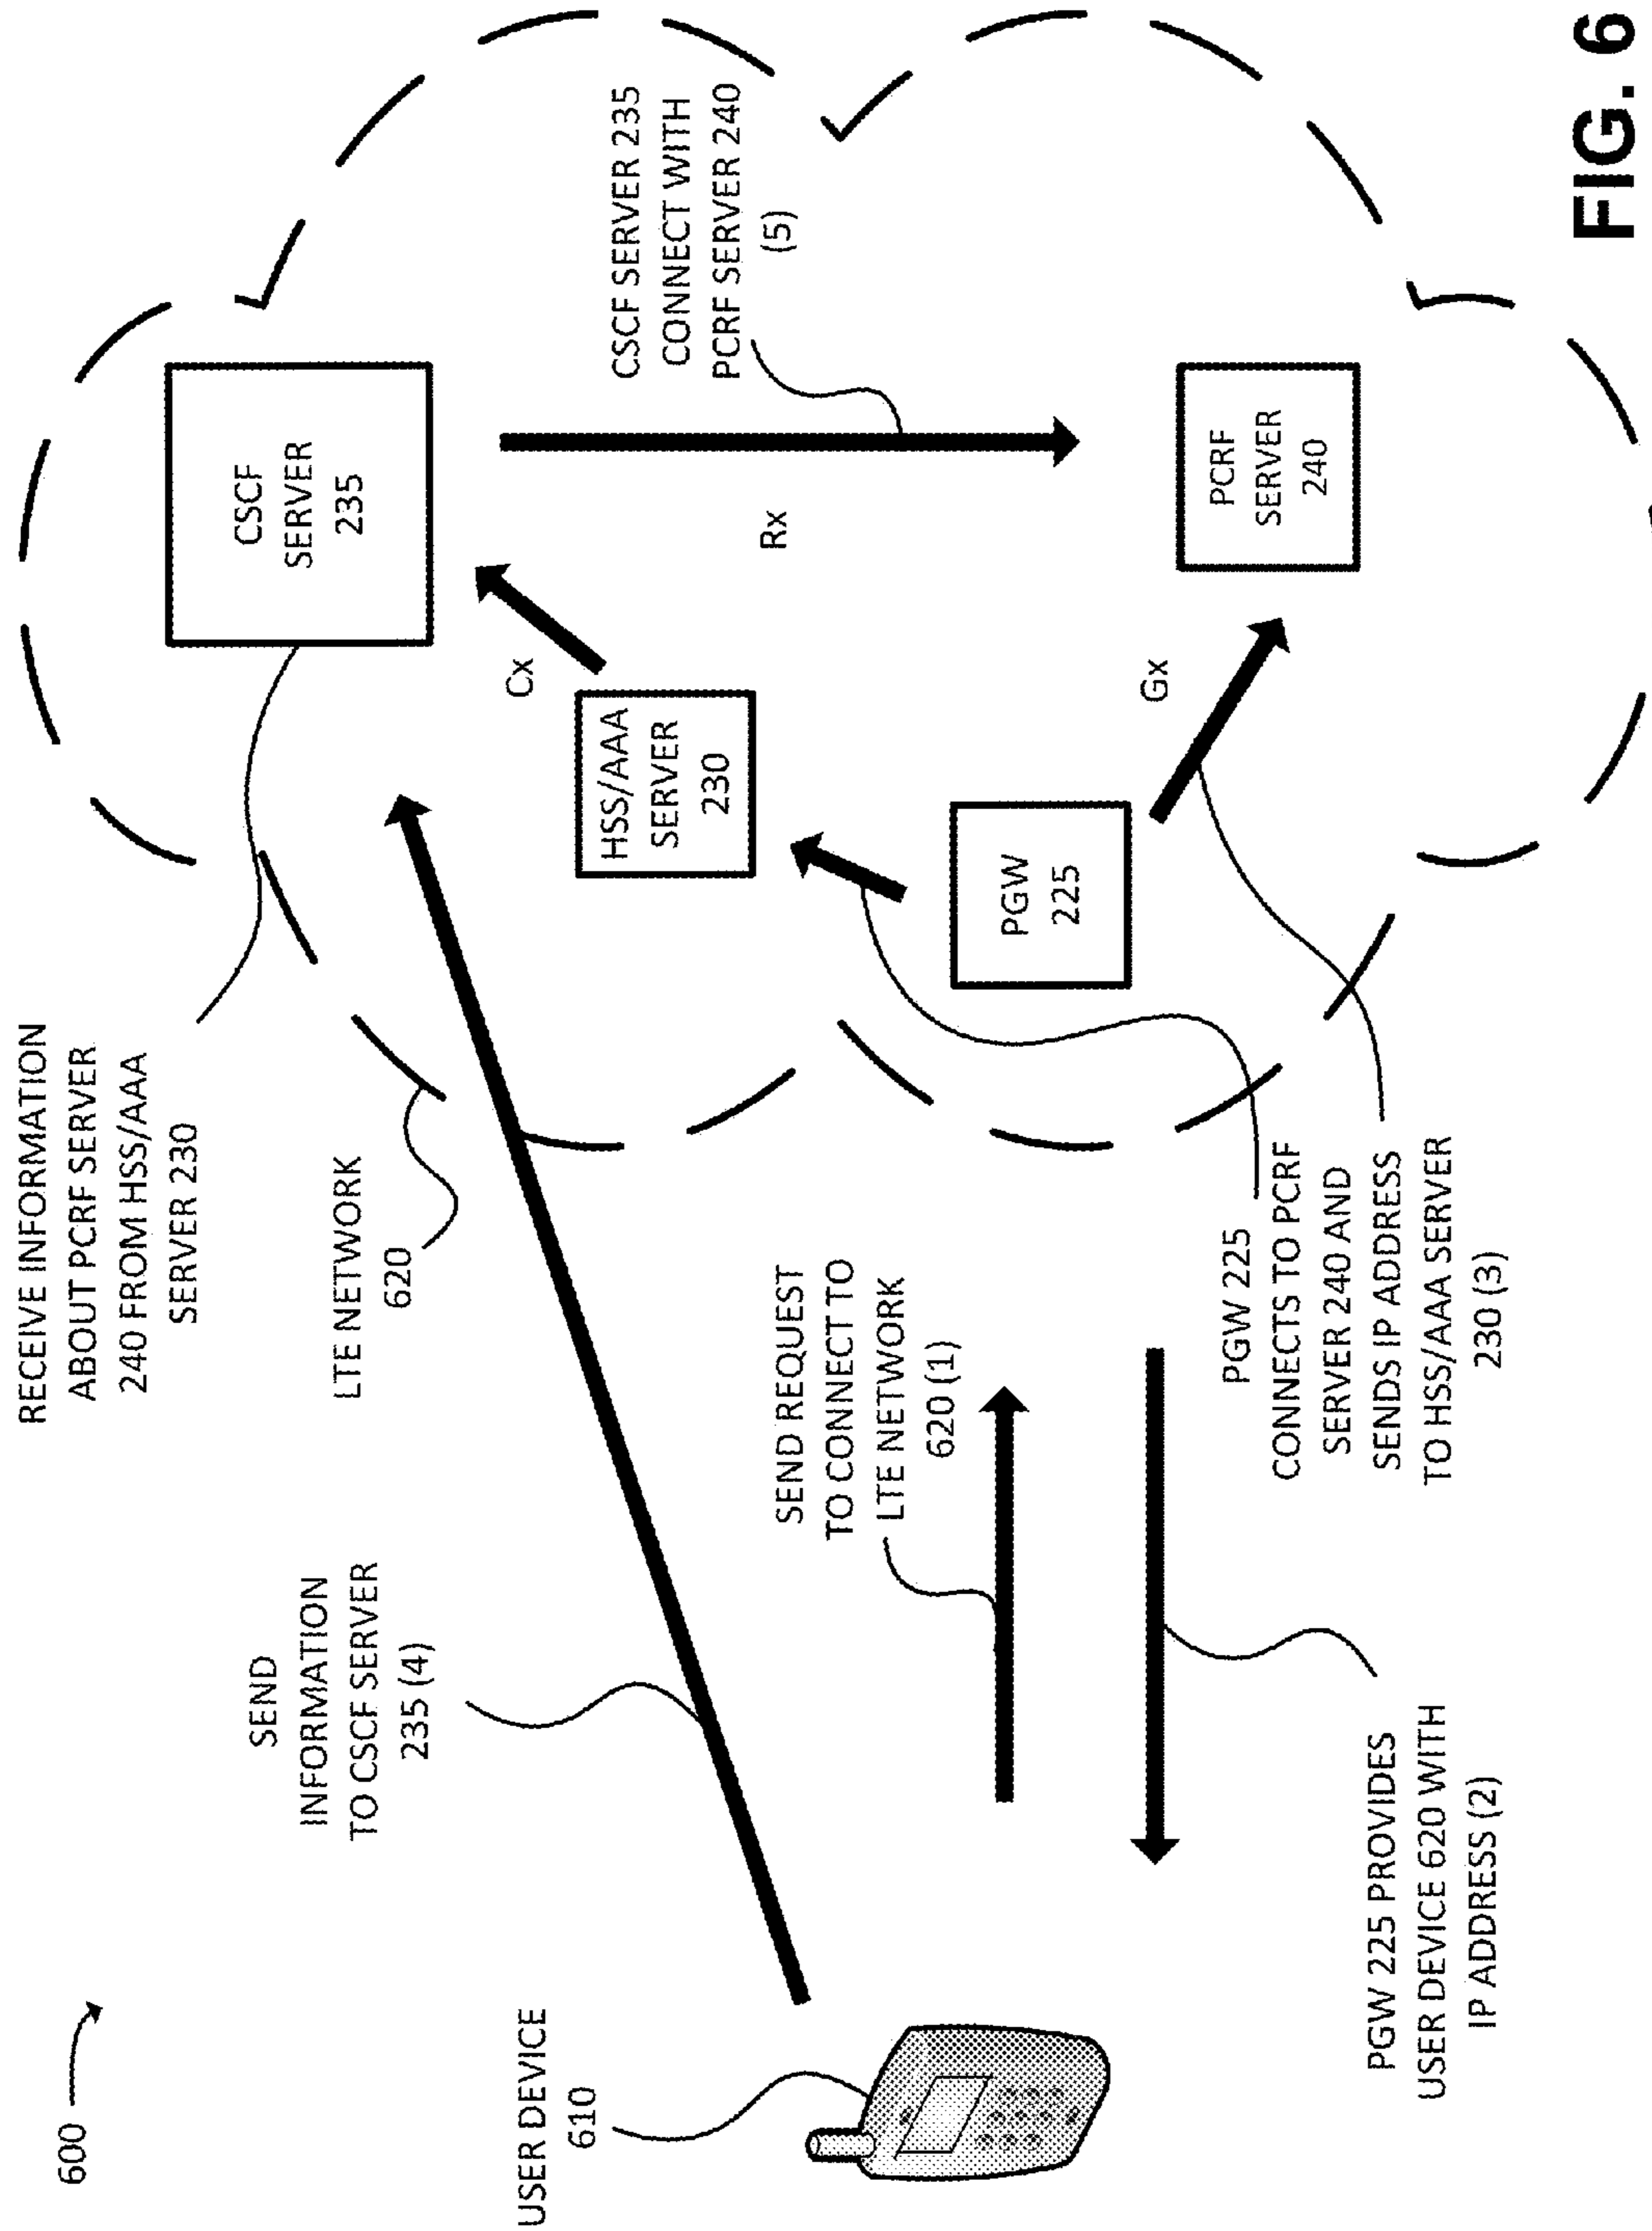 600
RECEIVE INFORMATION
ABOUT PCRF SERVER
240 FROM HSS/AAA
SERVER 230
LTE NETWORK
620
SEND
INFORMATION
TO CSCF SERVER
235 (4)
USER DEVICE
610
SEND REQUEST
TO CONNECT TO
LTE NETWORK
620 (1)
PGW 225 PROVIDES
USER DEVICE 620 WITH
IP ADDRESS (2)
PGW 225
CONNECTS TO PCRF
SERVER 240 AND
SENDS IP ADDRESS
TO HSS/AAA SERVER
230 (3)
CSCF
SERVER
235
Cx
HSS/AAA
SERVER
230
PGW
225
Gx
Rx
CSCF SERVER 235
CONNECT WITH
PCRF SERVER 240
(5)
PCRF
SERVER
240
FIG. 6